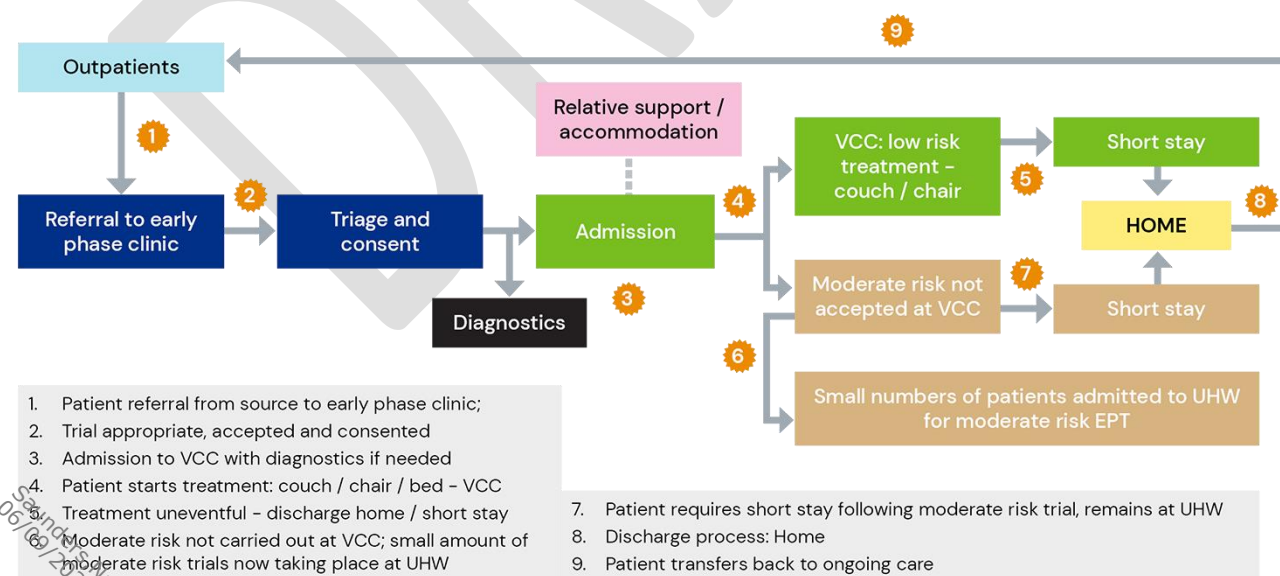 9
Outpatients
Relative support /
accommodation
1
VCC: low risk
treatment –
couch / chair
Short stay
5
2
4
8
Referral to early
phase clinic
Triage and
consent
Admission
HOME
Moderate risk not
accepted at VCC
7
Short stay
3
Diagnostics
6
Small numbers of patients admitted to UHW
for moderate risk EPT
1. Patient referral from source to early phase clinic;
2. Trial appropriate, accepted and consented
3. Admission to VCC with diagnostics if needed
4. Patient starts treatment: couch / chair / bed – VCC
5. Treatment uneventful – discharge home / short stay
6. Moderate risk not carried out at VCC; small amount of
moderate risk trials now taking place at UHW
7. Patient requires short stay following moderate risk trial, remains at UHW
8. Discharge process: Home
9. Patient transfers back to ongoing care